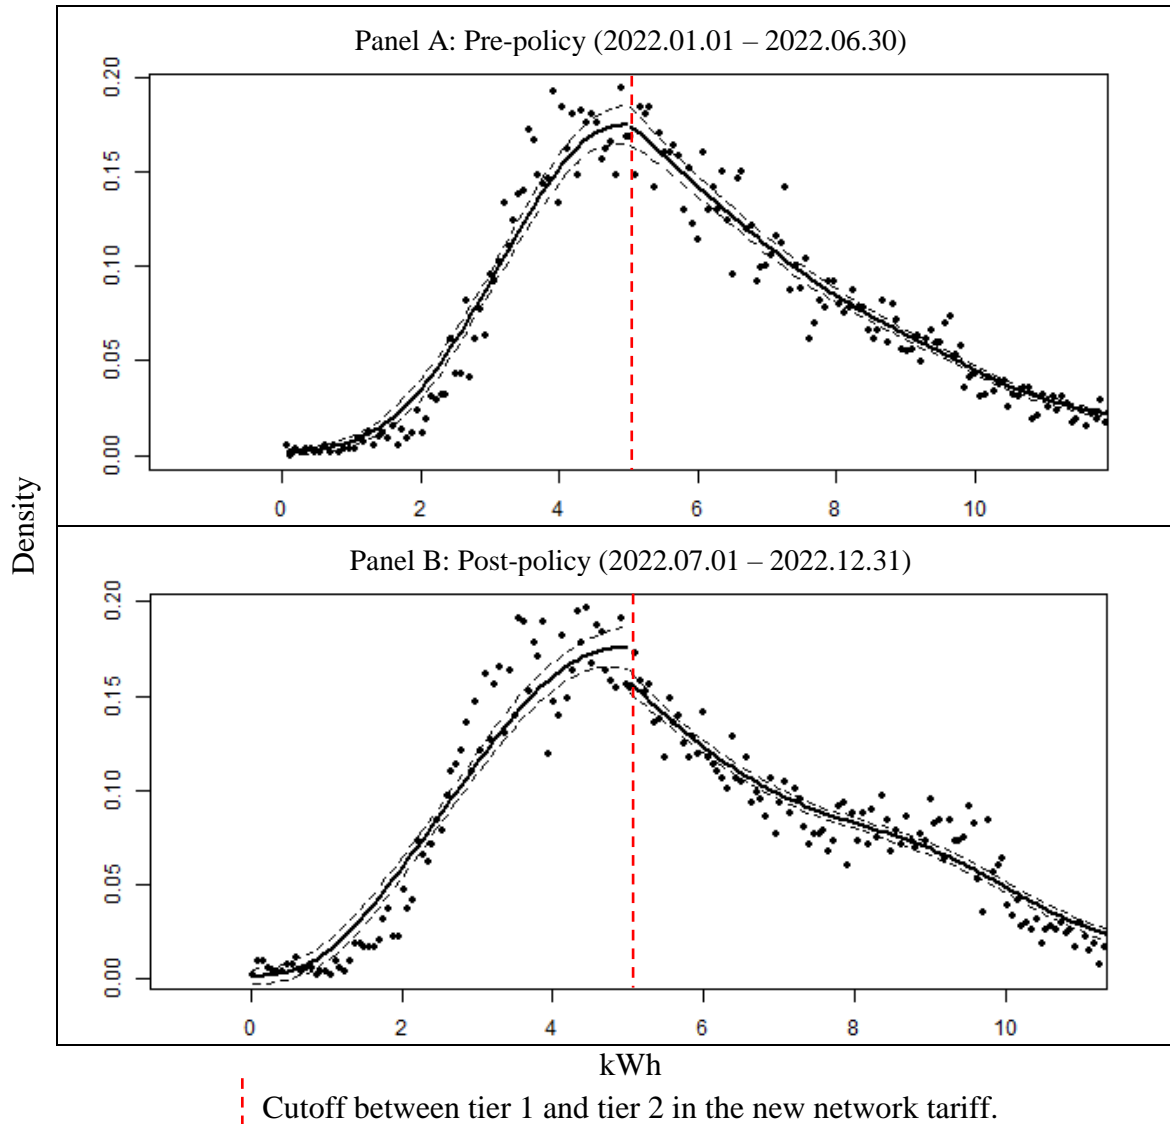 Panel A: Pre-policy (2022.01.01 – 2022.06.30)
0.20
0.15
0.10
0.05
0.00
0 2 4 6 8 10
Density
Panel B: Post-policy (2022.07.01 – 2022.12.31)
0.20
0.15
0.10
0.05
0.00
0 2 4 6 8 10
kWh
Cutoff between tier 1 and tier 2 in the new network tariff.